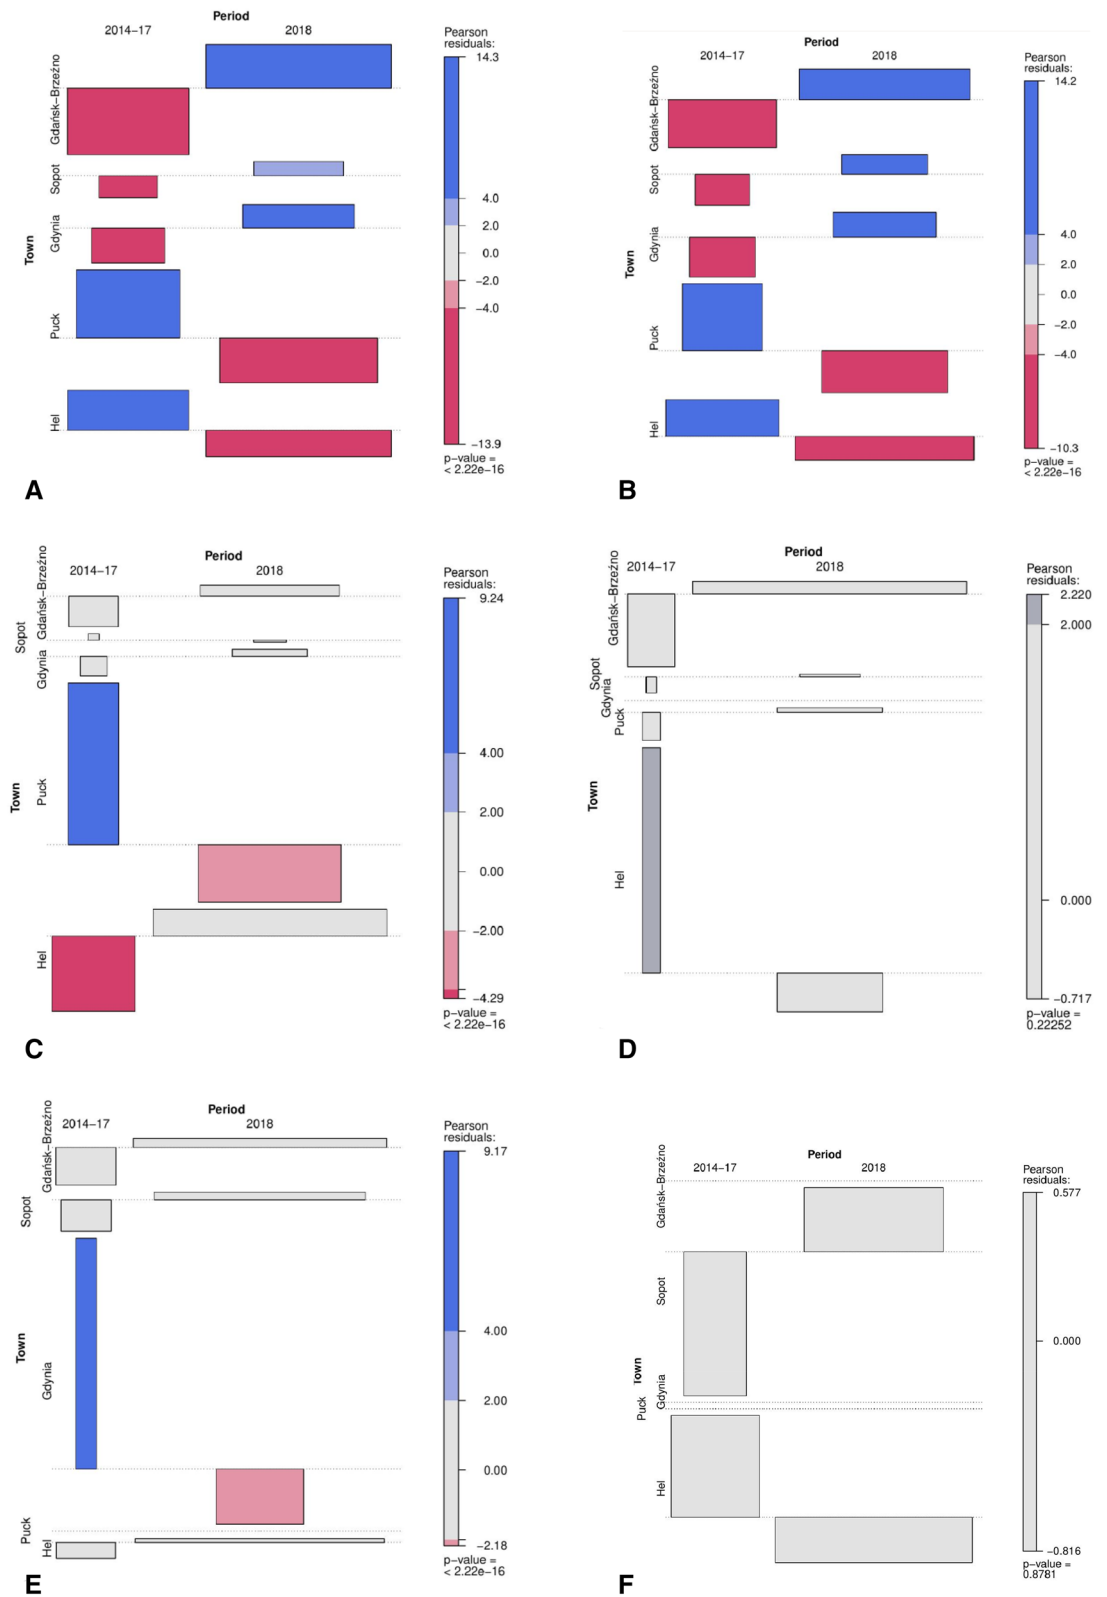 Period
2014–17 2018
Town
Gdańsk–Brzeźno
Sopot
Gdynia
Puck
Hel
Pearson
residuals:
14.3
4.0
2.0
0.0
−2.0
−4.0
−13.9
p−value =
< 2.22e−16
A
Period
2014–17 2018
Town
Gdańsk–Brzeźno
Sopot
Gdynia
Puck
Hel
Pearson
residuals:
14.2
4.0
2.0
0.0
−2.0
−4.0
−10.3
p−value =
< 2.22e−16
B
Period
2014–17 2018
Town
Gdańsk–Brzeźno
Sopot
Gdynia
Puck
Hel
Pearson
residuals:
9.24
4.00
2.00
0.00
−2.00
−4.29
p−value =
< 2.22e−16
C
Period
2014–17 2018
Town
Gdańsk–Brzeźno
Sopot
Gdynia
Puck
Hel
Pearson
residuals:
2.220
2.000
0.000
−0.717
p−value =
0.22252
D
Period
2014–17 2018
Town
Gdańsk–Brzeźno
Sopot
Gdynia
Puck
Hel
Pearson
residuals:
9.17
4.00
2.00
0.00
−2.18
p−value =
< 2.22e−16
E
Period
2014–17 2018
Town
Gdańsk–Brzeźno
Sopot
Gdynia
Puck
Hel
Pearson
residuals:
0.577
0.000
−0.816
p−value =
0.8781
F